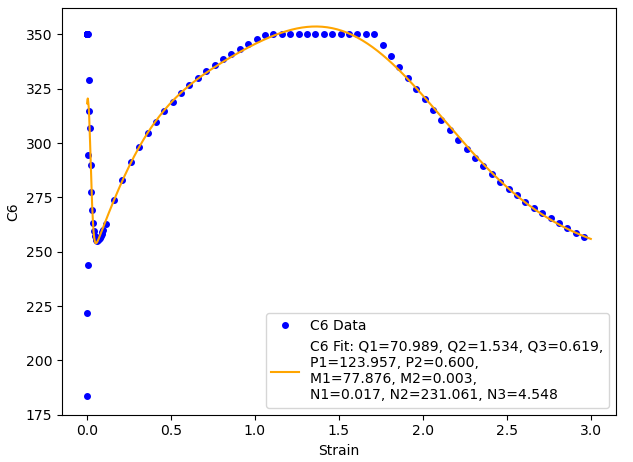 350
325
300
275
250
225
200
175
C6
0.0 0.5 1.0 1.5 2.0 2.5 3.0
Strain
C6 Data
C6 Fit: Q1=70.989, Q2=1.534, Q3=0.619,
P1=123.957, P2=0.600,
M1=77.876, M2=0.003,
N1=0.017, N2=231.061, N3=4.548